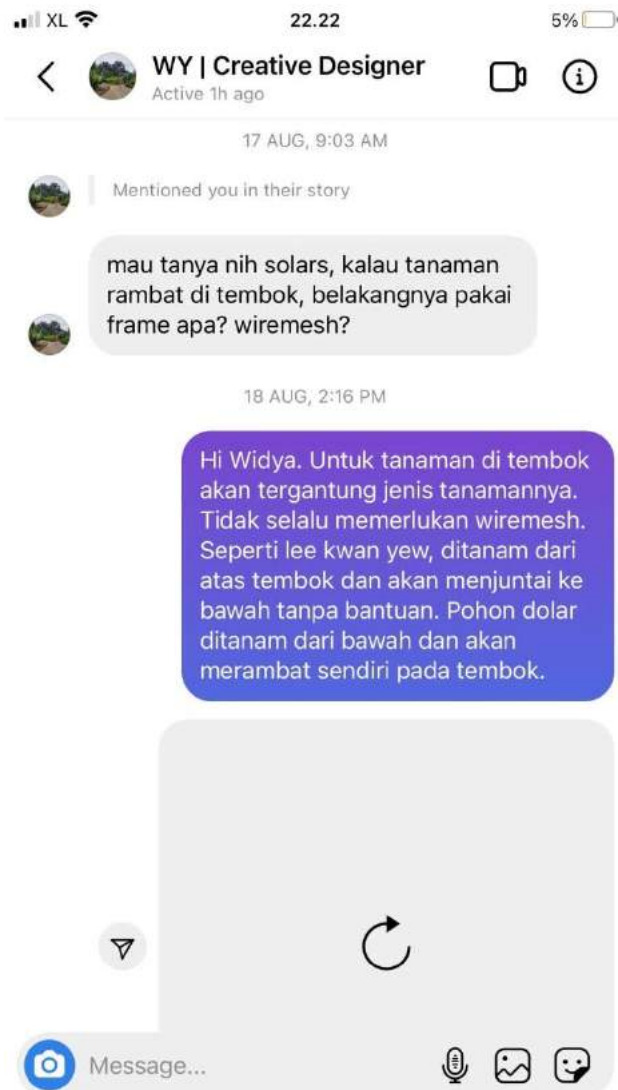 XL 22.22 5%
WY | Creative Designer
Active 1h ago
17 AUG, 9:03 AM
Mentioned you in their story
mau tanya nih solars, kalau tanaman
rambat di tembok, belakangnya pakai
frame apa? wiremesh?
18 AUG, 2:16 PM
Hi Widya. Untuk tanaman di tembok
akan tergantung jenis tanamannya.
Tidak selalu memerlukan wiremesh.
Seperti lee kwan yew, ditanam dari
atas tembok dan akan menjuntai ke
bawah tanpa bantuan. Pohon dolar
ditanam dari bawah dan akan
merambat sendiri pada tembok.
Message...